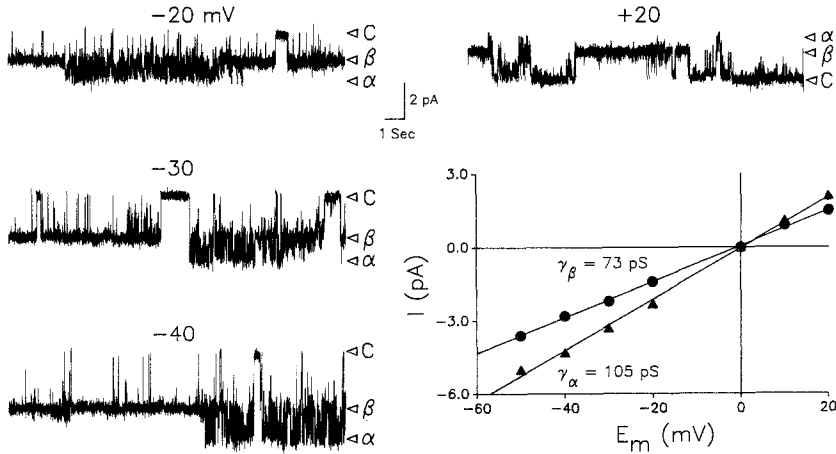 −20 mV
◁ C
◁ β
◁ α
2 pA
1 Sec
+20
◁ α
◁ β
◁ C
−30
◁ C
◁ β
◁ α
−40
◁ C
◁ β
◁ α
3.0
0.0
−3.0
−6.0
I (pA)
γβ = 73 pS
γα = 105 pS
−60 −40 −20 0 20
Em (mV)